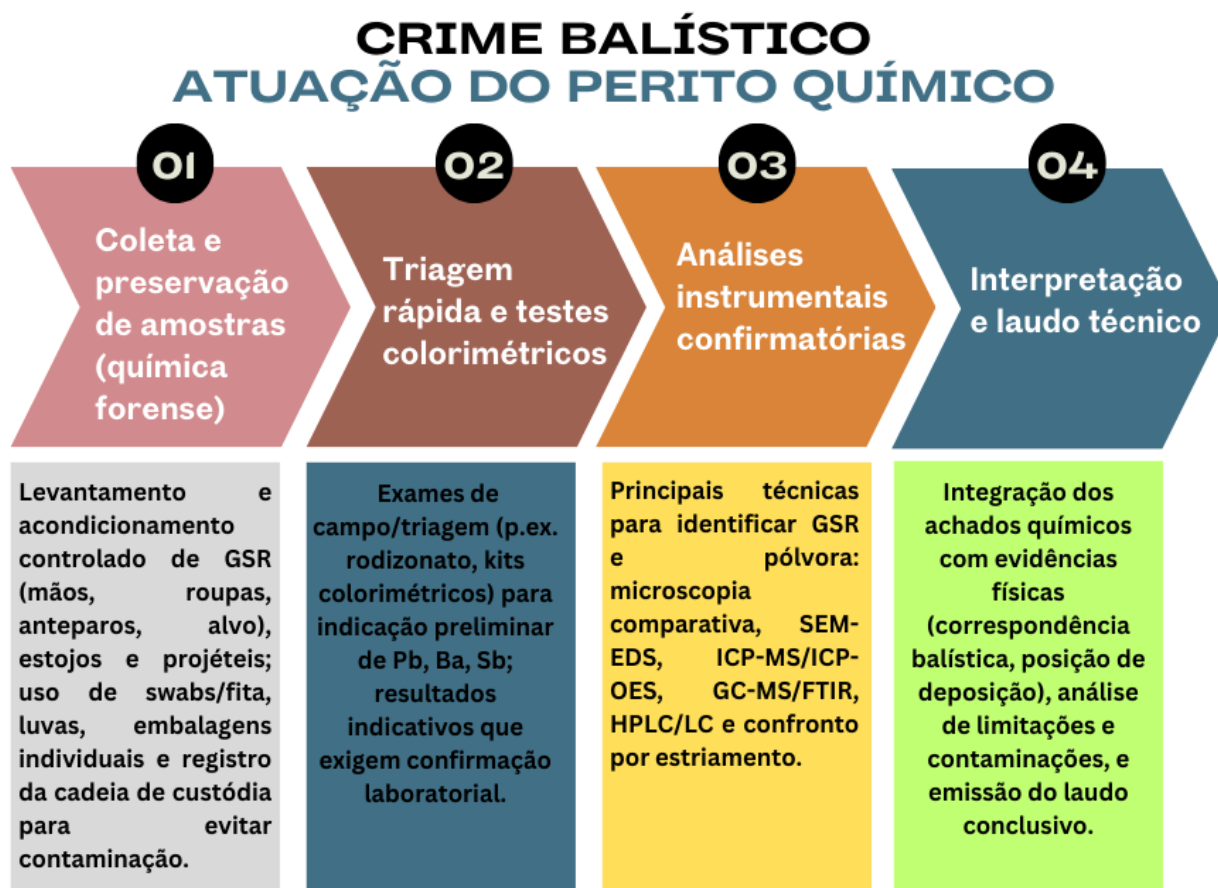 CRIME BALÍSTICO
ATUAÇÃO DO PERITO QUÍMICO
01
Coleta e
preservação
de amostras
(química
forense)
Levantamento e
acondicionamento
controlado de GSR
(mãos, roupas,
anteparos, alvo),
estojos e projéteis;
uso de swabs/fita,
luvas, embalagens
individuais e registro
da cadeia de custódia
para evitar
contaminação.
02
Triagem
rápida e testes
colorimétricos
Exames de
campo/triagem (p.ex.
rodizonato, kits
colorimétricos) para
indicação preliminar
de Pb, Ba, Sb;
resultados
indicativos que
exigem confirmação
laboratorial.
03
Análises
instrumentais
confirmatórias
Principais técnicas
para identificar GSR
e pólvora:
microscopia
comparativa, SEM-
EDS, ICP-MS/ICP-
OES, GC-MS/FTIR,
HPLC/LC e confronto
por estriamento.
04
Interpretação
e laudo técnico
Integração dos
achados químicos
com evidências
físicas
(correspondência
balística, posição de
deposição), análise
de limitações e
contaminações, e
emissão do laudo
conclusivo.